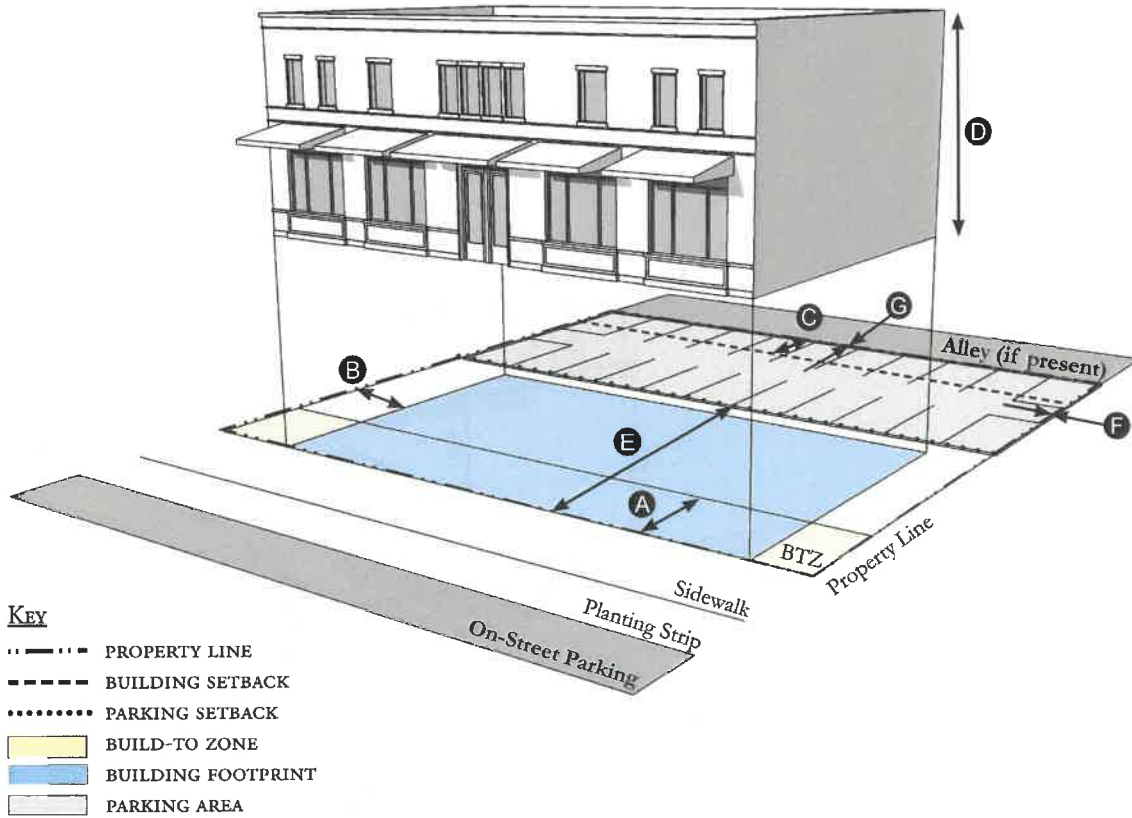 D
G
C
Alley (if present)
B
F
E
A
BTZ
Property Line
Sidewalk
Planting Strip
On-Street Parking
KEY
PROPERTY LINE
BUILDING SETBACK
PARKING SETBACK
BUILD-TO ZONE
BUILDING FOOTPRINT
PARKING AREA